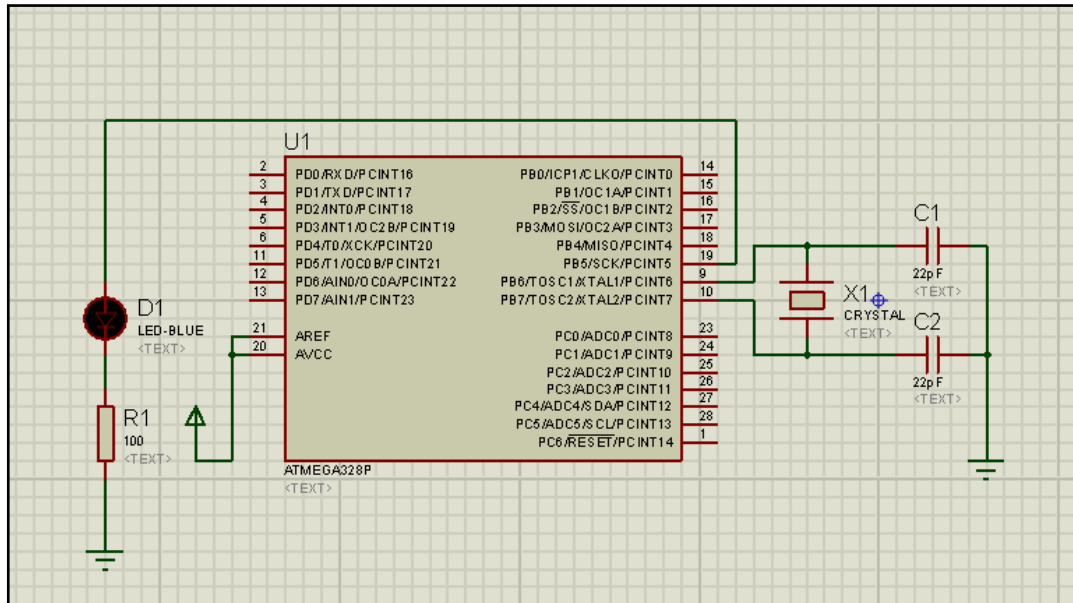 U1
2 PD0/RXD/PCINT16 PB0/ICP1/CLKO/PCINT0 14
3 PD1/TXD/PCINT17 PB1/OC1A/PCINT1 15
4 PD2/INT0/PCINT18 PB2/SS/OC1B/PCINT2 16
5 PD3/INT1/OC2B/PCINT19 PB3/MOSI/OC2A/PCINT3 17
6 PD4/T0/XCK/PCINT20 PB4/MISO/PCINT4 18
11 PD5/T1/OC0B/PCINT21 PB5/SCK/PCINT5 19
12 PD6/AIN0/OC0A/PCINT22 PB6/TOSC1/XTAL1/PCINT6 9
13 PD7/AIN1/PCINT23 PB7/TOSC2/XTAL2/PCINT7 10
21 AREF PC0/ADC0/PCINT8 23
20 AVCC PC1/ADC1/PCINT9 24
PC2/ADC2/PCINT10 25
PC3/ADC3/PCINT11 26
PC4/ADC4/SDA/PCINT12 27
PC5/ADC5/SCL/PCINT13 28
PC6/RESET/PCINT14 1
ATMEGA328P
<TEXT>
D1
LED-BLUE
<TEXT>
R1
100
<TEXT>
C1
22pF
<TEXT>
X1
CRYSTAL
<TEXT>
C2
22pF
<TEXT>